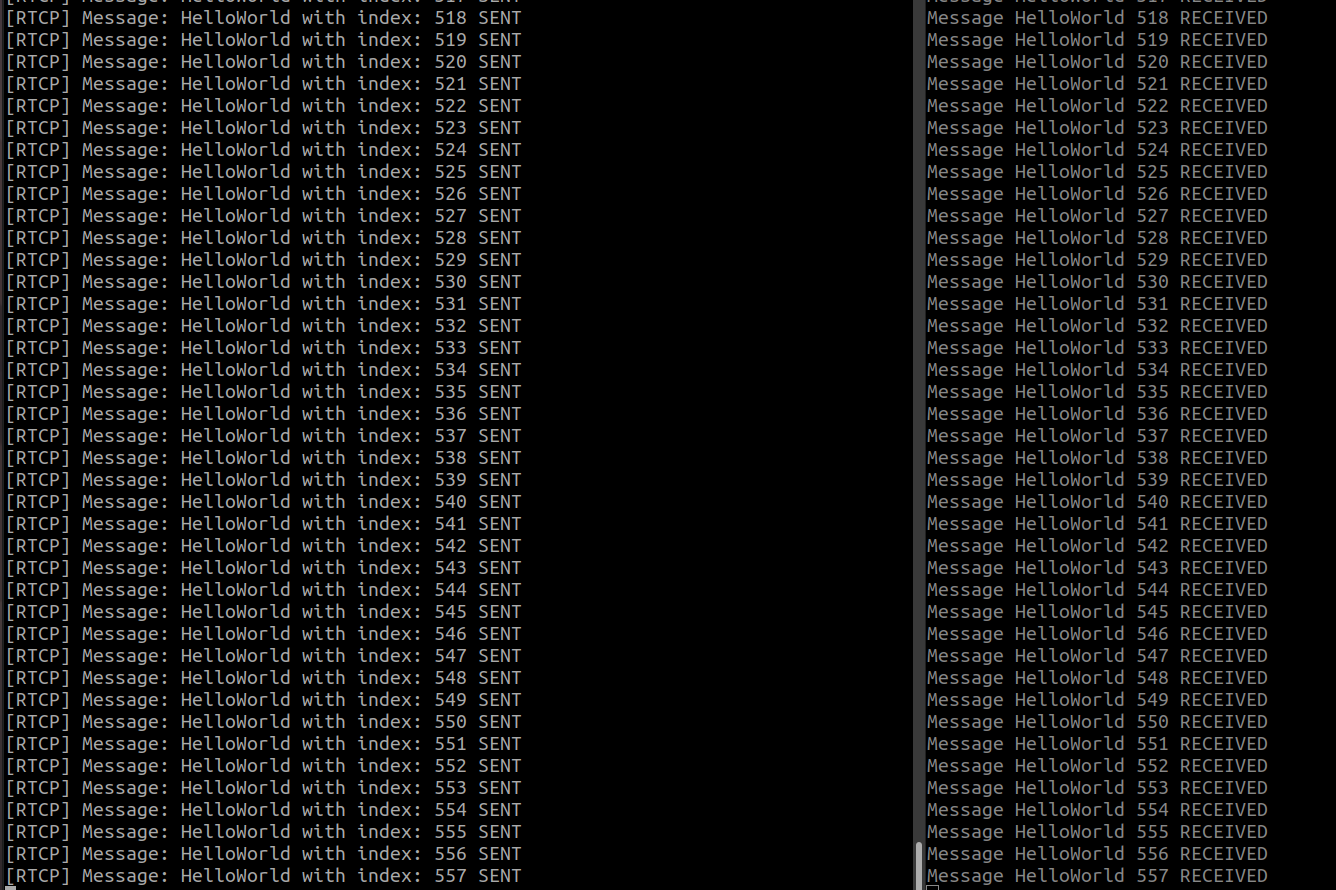 [RTCP] Message: HelloWorld with index: 517 SENT
[RTCP] Message: HelloWorld with index: 518 SENT
[RTCP] Message: HelloWorld with index: 519 SENT
[RTCP] Message: HelloWorld with index: 520 SENT
[RTCP] Message: HelloWorld with index: 521 SENT
[RTCP] Message: HelloWorld with index: 522 SENT
[RTCP] Message: HelloWorld with index: 523 SENT
[RTCP] Message: HelloWorld with index: 524 SENT
[RTCP] Message: HelloWorld with index: 525 SENT
[RTCP] Message: HelloWorld with index: 526 SENT
[RTCP] Message: HelloWorld with index: 527 SENT
[RTCP] Message: HelloWorld with index: 528 SENT
[RTCP] Message: HelloWorld with index: 529 SENT
[RTCP] Message: HelloWorld with index: 530 SENT
[RTCP] Message: HelloWorld with index: 531 SENT
[RTCP] Message: HelloWorld with index: 532 SENT
[RTCP] Message: HelloWorld with index: 533 SENT
[RTCP] Message: HelloWorld with index: 534 SENT
[RTCP] Message: HelloWorld with index: 535 SENT
[RTCP] Message: HelloWorld with index: 536 SENT
[RTCP] Message: HelloWorld with index: 537 SENT
[RTCP] Message: HelloWorld with index: 538 SENT
[RTCP] Message: HelloWorld with index: 539 SENT
[RTCP] Message: HelloWorld with index: 540 SENT
[RTCP] Message: HelloWorld with index: 541 SENT
[RTCP] Message: HelloWorld with index: 542 SENT
[RTCP] Message: HelloWorld with index: 543 SENT
[RTCP] Message: HelloWorld with index: 544 SENT
[RTCP] Message: HelloWorld with index: 545 SENT
[RTCP] Message: HelloWorld with index: 546 SENT
[RTCP] Message: HelloWorld with index: 547 SENT
[RTCP] Message: HelloWorld with index: 548 SENT
[RTCP] Message: HelloWorld with index: 549 SENT
[RTCP] Message: HelloWorld with index: 550 SENT
[RTCP] Message: HelloWorld with index: 551 SENT
[RTCP] Message: HelloWorld with index: 552 SENT
[RTCP] Message: HelloWorld with index: 553 SENT
[RTCP] Message: HelloWorld with index: 554 SENT
[RTCP] Message: HelloWorld with index: 555 SENT
[RTCP] Message: HelloWorld with index: 556 SENT
[RTCP] Message: HelloWorld with index: 557 SENT
Message HelloWorld 517 RECEIVED
Message HelloWorld 518 RECEIVED
Message HelloWorld 519 RECEIVED
Message HelloWorld 520 RECEIVED
Message HelloWorld 521 RECEIVED
Message HelloWorld 522 RECEIVED
Message HelloWorld 523 RECEIVED
Message HelloWorld 524 RECEIVED
Message HelloWorld 525 RECEIVED
Message HelloWorld 526 RECEIVED
Message HelloWorld 527 RECEIVED
Message HelloWorld 528 RECEIVED
Message HelloWorld 529 RECEIVED
Message HelloWorld 530 RECEIVED
Message HelloWorld 531 RECEIVED
Message HelloWorld 532 RECEIVED
Message HelloWorld 533 RECEIVED
Message HelloWorld 534 RECEIVED
Message HelloWorld 535 RECEIVED
Message HelloWorld 536 RECEIVED
Message HelloWorld 537 RECEIVED
Message HelloWorld 538 RECEIVED
Message HelloWorld 539 RECEIVED
Message HelloWorld 540 RECEIVED
Message HelloWorld 541 RECEIVED
Message HelloWorld 542 RECEIVED
Message HelloWorld 543 RECEIVED
Message HelloWorld 544 RECEIVED
Message HelloWorld 545 RECEIVED
Message HelloWorld 546 RECEIVED
Message HelloWorld 547 RECEIVED
Message HelloWorld 548 RECEIVED
Message HelloWorld 549 RECEIVED
Message HelloWorld 550 RECEIVED
Message HelloWorld 551 RECEIVED
Message HelloWorld 552 RECEIVED
Message HelloWorld 553 RECEIVED
Message HelloWorld 554 RECEIVED
Message HelloWorld 555 RECEIVED
Message HelloWorld 556 RECEIVED
Message HelloWorld 557 RECEIVED